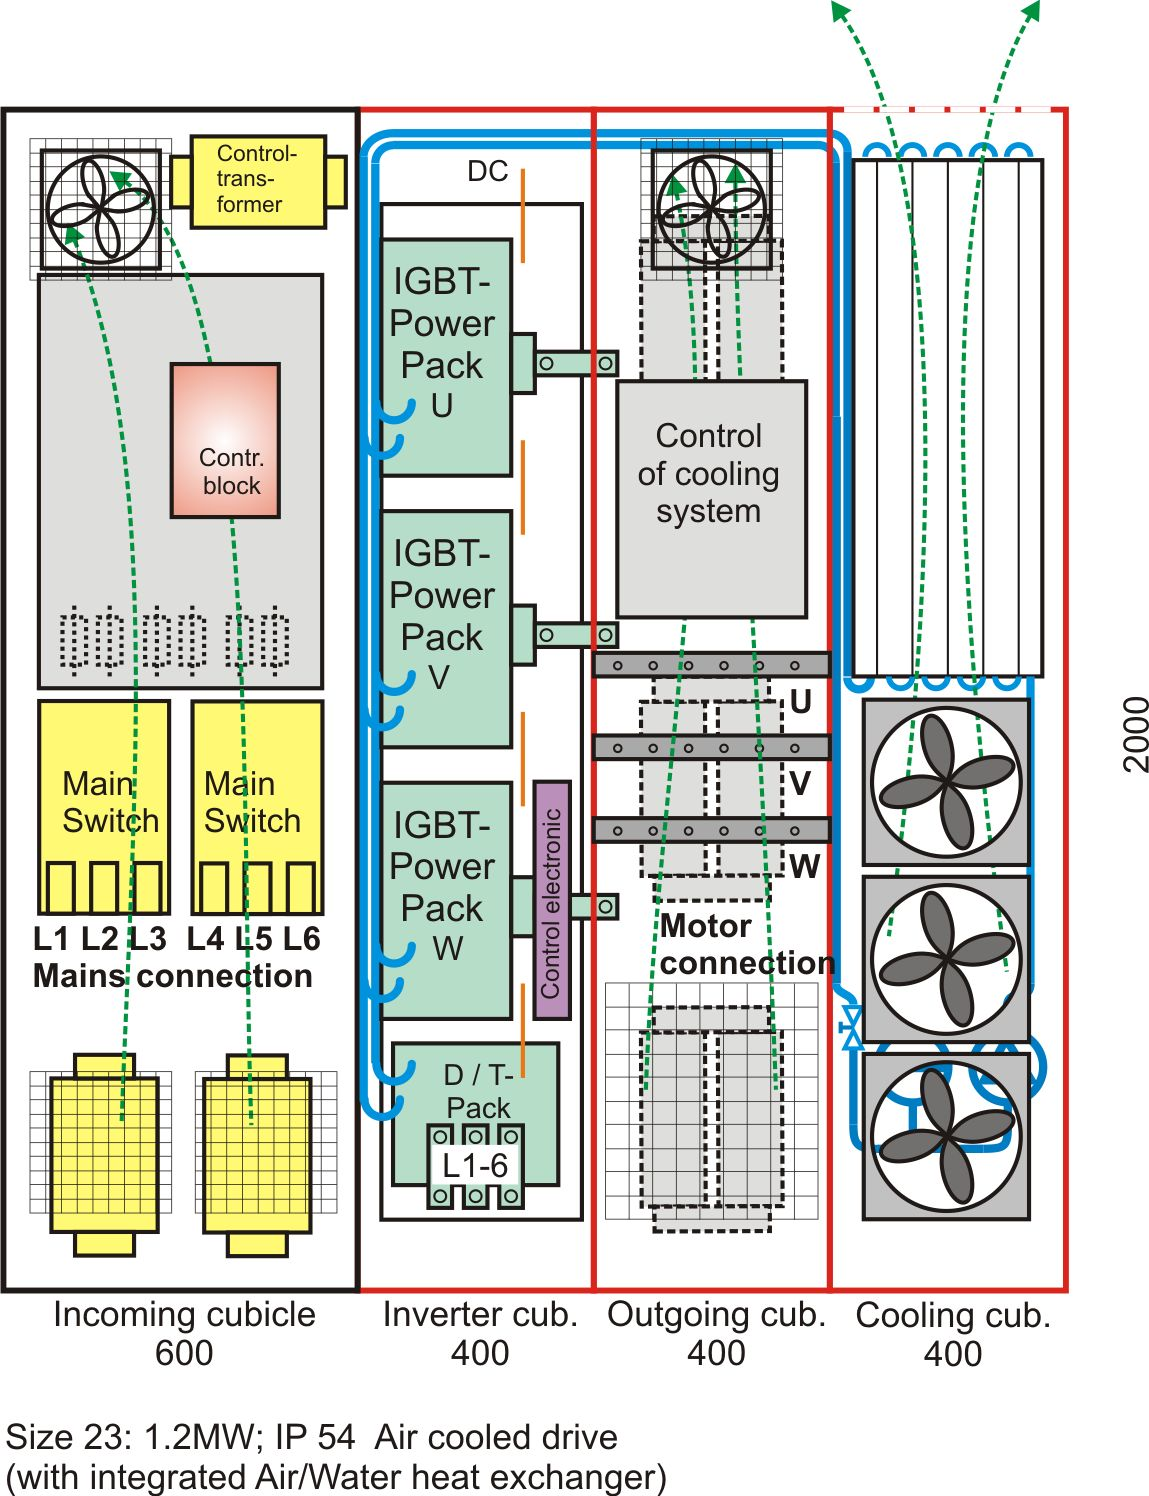 Control-
trans-
former
Contr.
block
Main
Switch
Main
Switch
L1 L2 L3 L4 L5 L6
Mains connection
DC
IGBT-
Power
Pack
U
IGBT-
Power
Pack
V
IGBT-
Power
Pack
W
Control electronic
D / T-
Pack
L1-6
Control
of cooling
system
U
V
W
Motor
connection
2000
Incoming cubicle
600
Inverter cub.
400
Outgoing cub.
400
Cooling cub.
400
Size 23: 1.2MW; IP 54 Air cooled drive
(with integrated Air/Water heat exchanger)